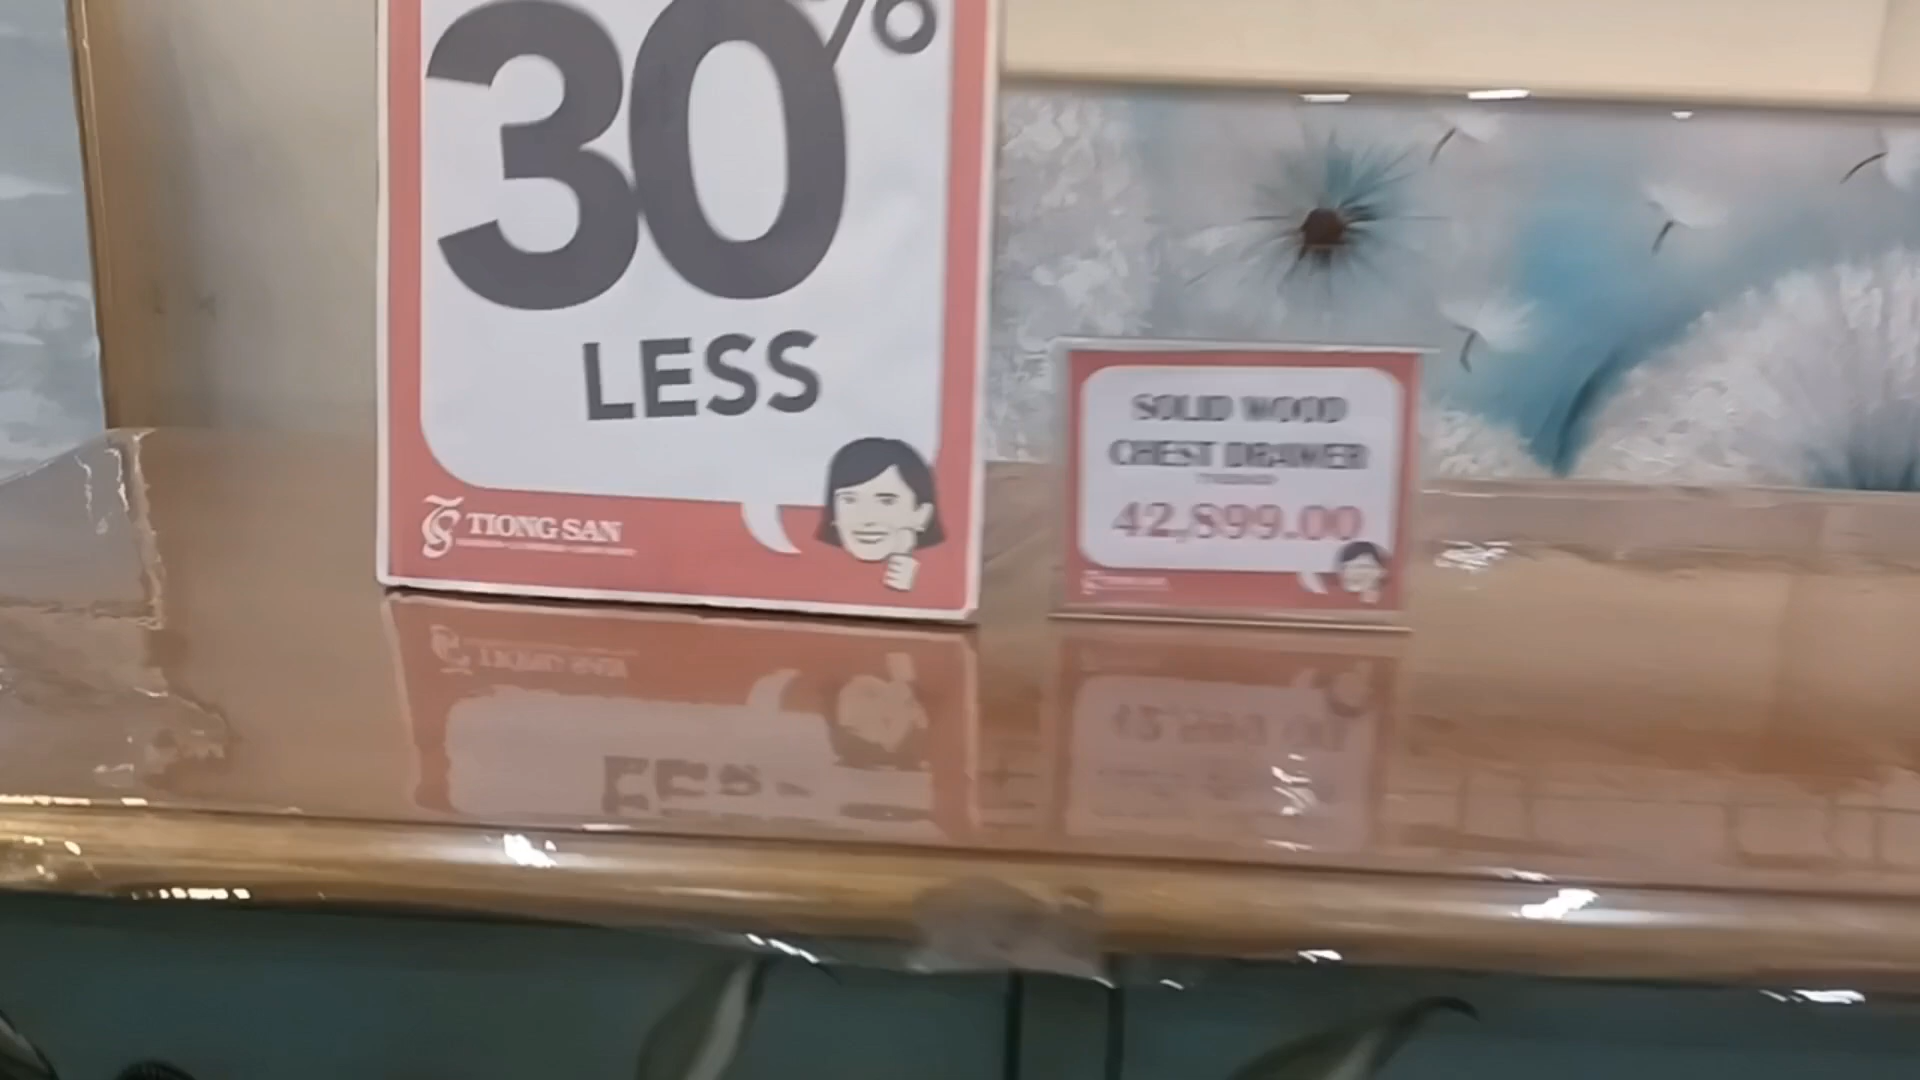 30%
LESS
TIONG SAN
SOLID WOOD
CHEST DRAWER
42,899.00